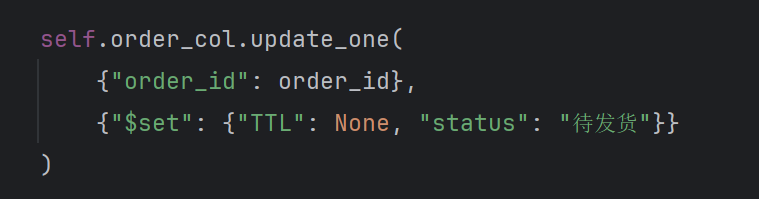 self.order_col.update_one(
    {"order_id": order_id},
    {"$set": {"TTL": None, "status": "待发货"}}
)